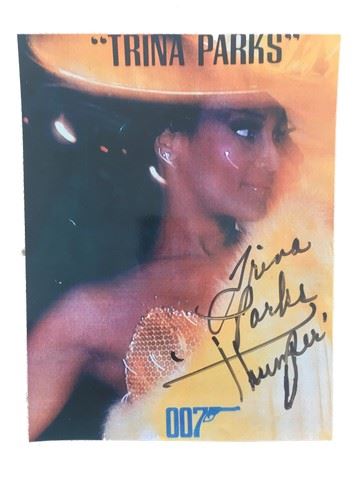 "TRINA PARKS"
Trina
Parks
'Thumper'
007